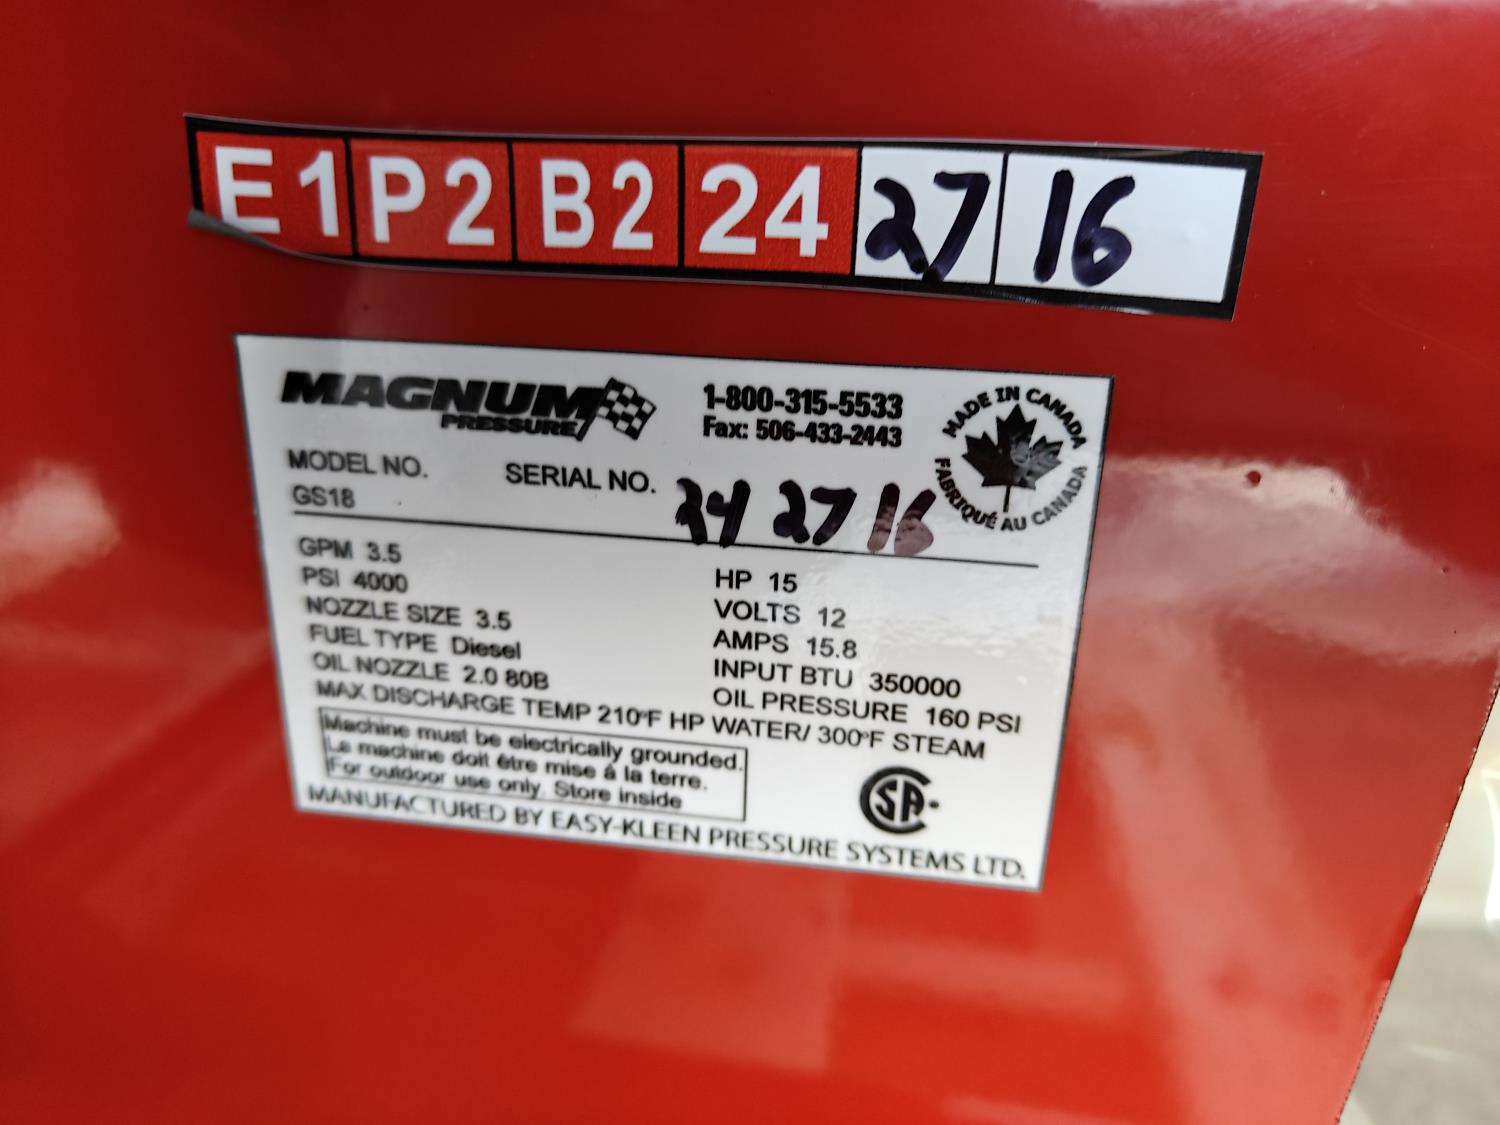 E1 P2 B2 24 27 16
MAGNUM
PRESSURE
1-800-315-5533
Fax: 506-433-2443
MADE IN CANADA
FABRIQUÉ AU CANADA
MODEL NO.
GS18
SERIAL NO. 24 27 16
GPM 3.5
PSI 4000
NOZZLE SIZE 3.5
FUEL TYPE Diesel
OIL NOZZLE 2.0 80B
HP 15
VOLTS 12
AMPS 15.8
INPUT BTU 350000
OIL PRESSURE 160 PSI
MAX DISCHARGE TEMP 210°F HP WATER/ 300°F STEAM
Machine must be electrically grounded.
La machine doit être mise à la terre.
For outdoor use only. Store inside
CSA
MANUFACTURED BY EASY-KLEEN PRESSURE SYSTEMS LTD.